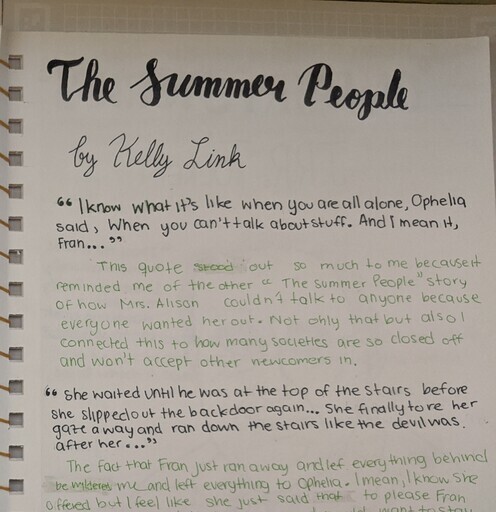 The Summer People
by Kelly Link
“ I know what it's like when you are all alone, Ophelia
said, When you can't talk about stuff. And I mean it,
Fran... ”
This quote stood out so much to me because it
reminded me of the other “ The Summer People” story
of how Mrs. Alison couldn't talk to anyone because
everyone wanted her out. Not only that but also I
connected this to how many societies are so closed off
and won't accept other newcomers in.
“ She waited until he was at the top of the stairs before
she slipped out the backdoor again... She finally tore her
gaze away and ran down the stairs like the devil was
after her... ”
The fact that Fran just ran away and lef everything behind
me and left everything to Ophelia. I mean, I know she
offered but I feel like she just said that to please Fran
want to stay